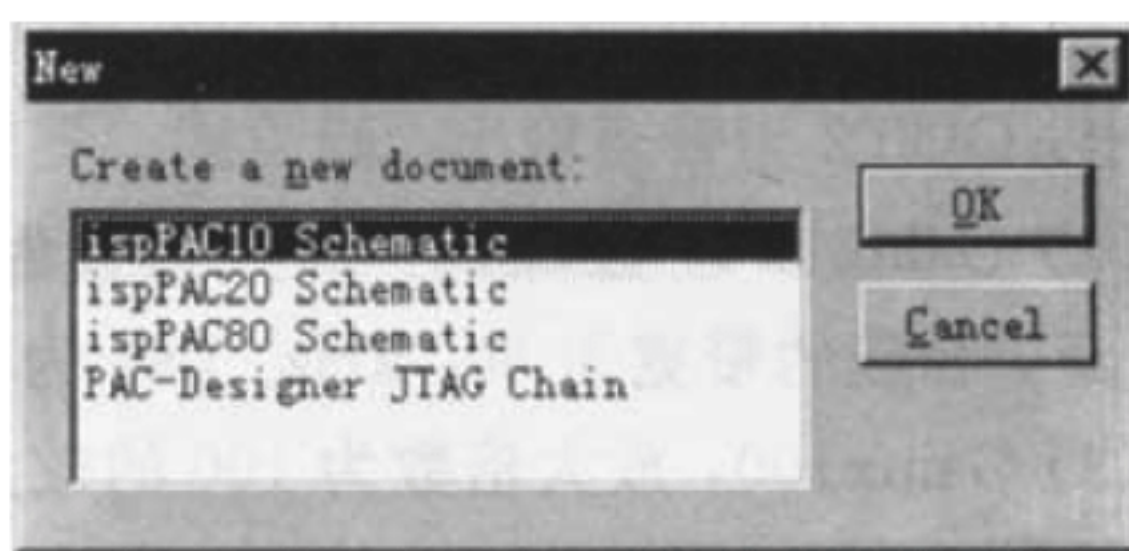 New
Create a new document:
ispPAC10 Schematic
ispPAC20 Schematic
ispPAC80 Schematic
PAC-Designer JTAG Chain
OK
Cancel